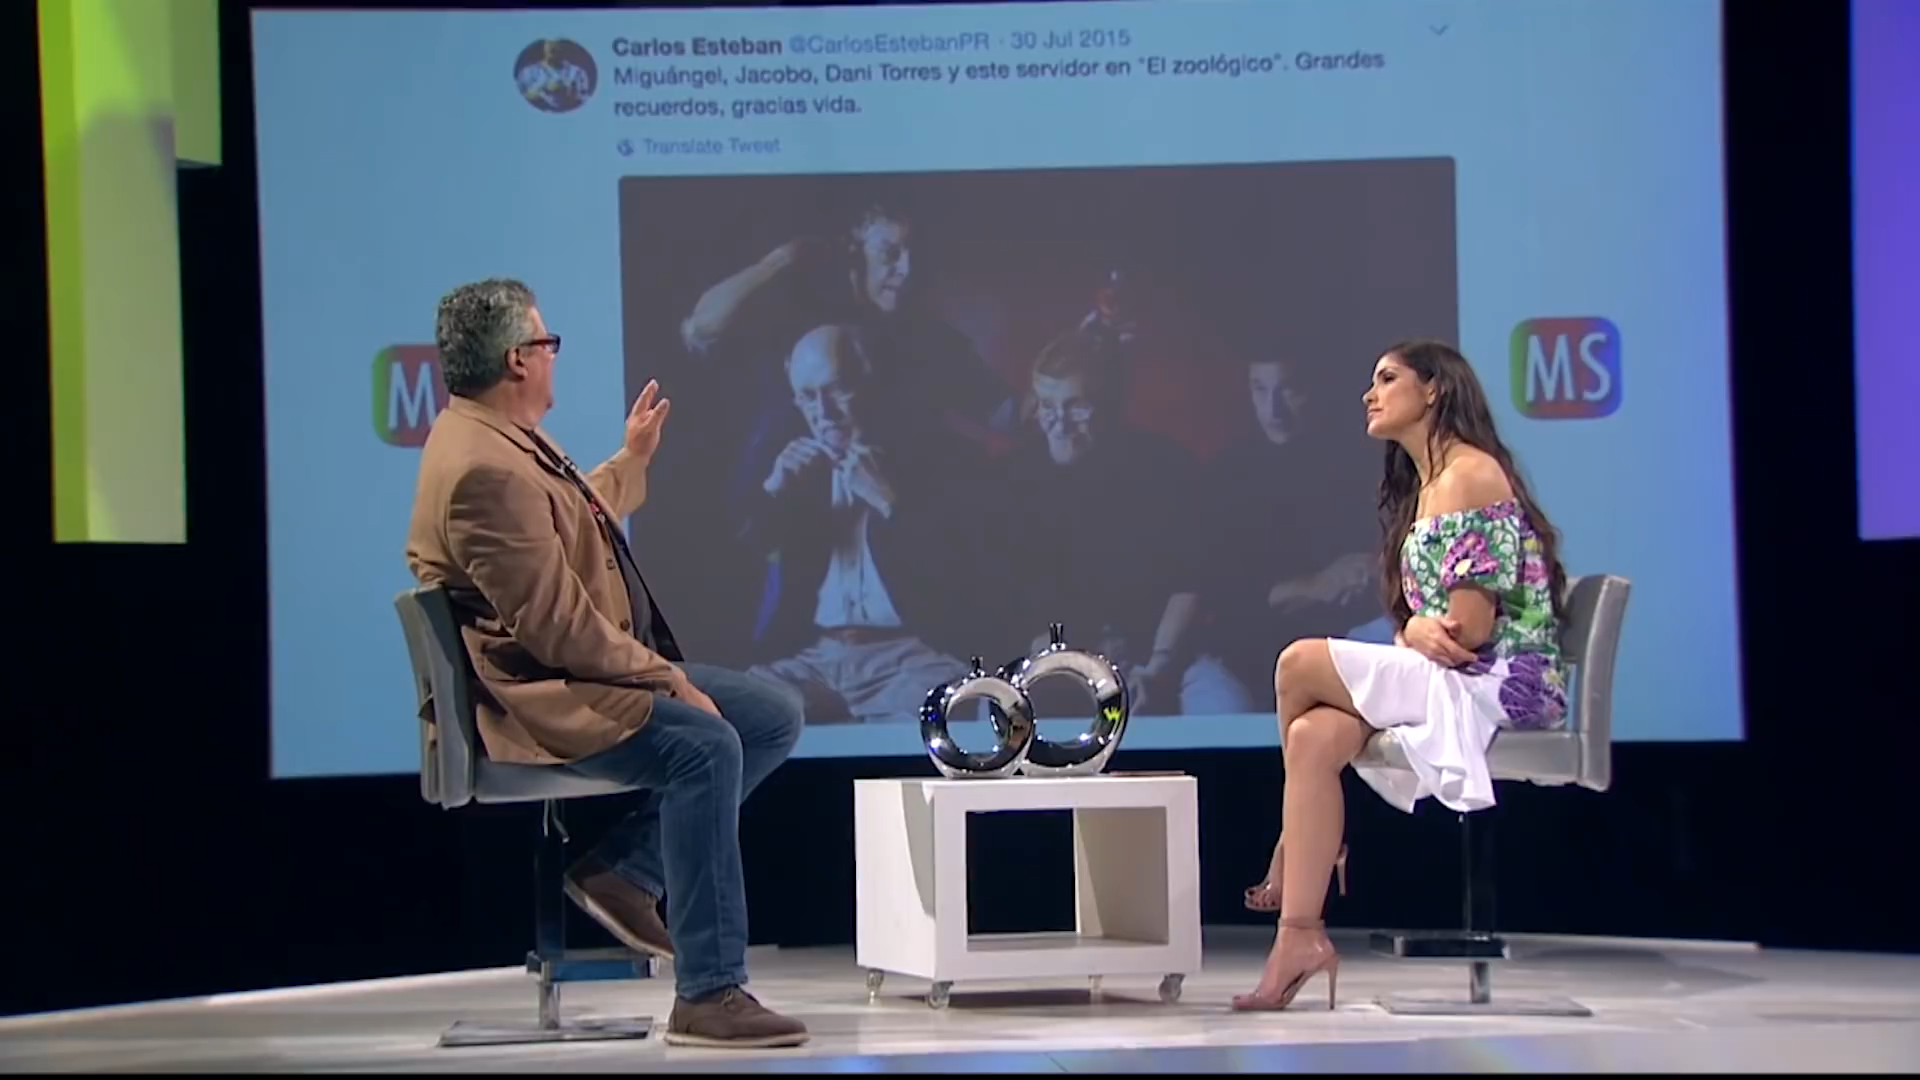 Carlos Esteban @CarlosEstebanPR · 30 Jul 2015
Miguángel, Jacobo, Dani Torres y este servidor en "El zoológico". Grandes
recuerdos, gracias vida.
Translate Tweet
M
MS